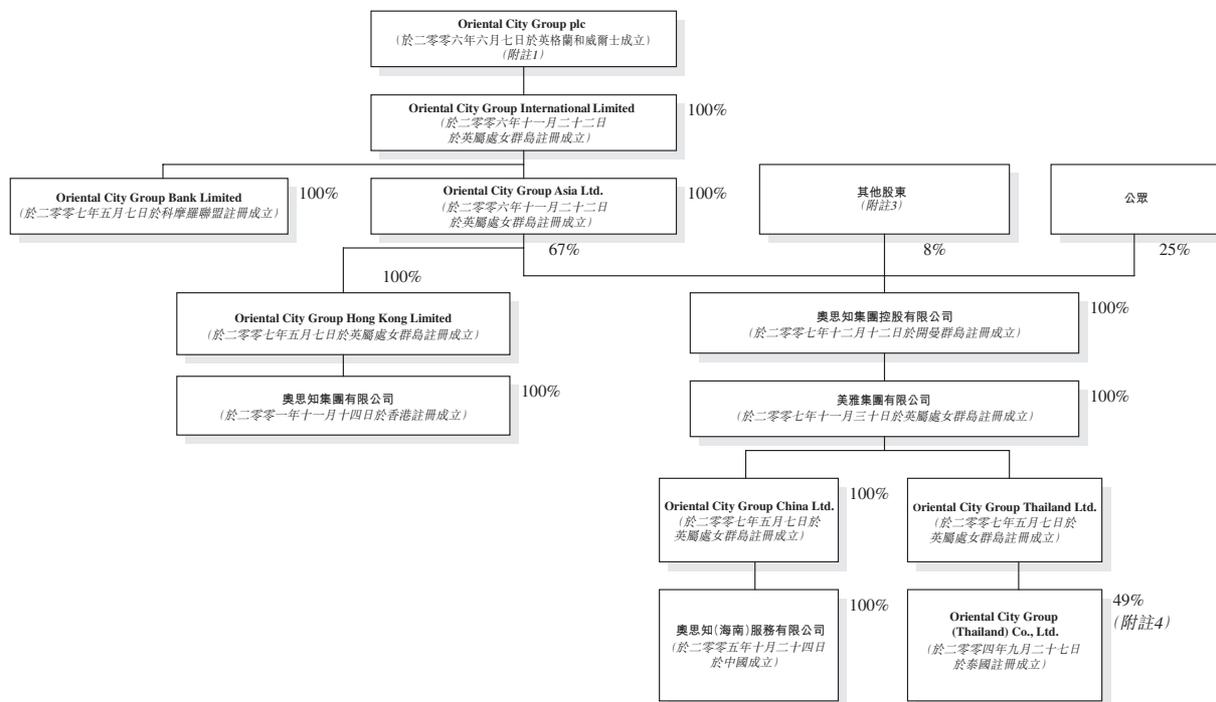 Oriental City Group plc
(於二零零六年六月七日於英格蘭和威爾士成立)
(附註1)
Oriental City Group International Limited
(於二零零六年十一月二十二日
於英屬處女群島註冊成立)
100%
Oriental City Group Bank Limited
(於二零零七年五月七日於科摩羅聯盟註冊成立)
100%
Oriental City Group Asia Ltd.
(於二零零六年十一月二十二日
於英屬處女群島註冊成立)
100%
其他股東
(附註3)
公眾
67%
8%
25%
100%
Oriental City Group Hong Kong Limited
(於二零零七年五月七日於英屬處女群島註冊成立)
奧思知集團控股有限公司
(於二零零七年十二月十二日於開曼群島註冊成立)
100%
奧思知集團有限公司
(於二零零一年十一月十四日於香港註冊成立)
100%
美雅集團有限公司
(於二零零七年十一月三十日於英屬處女群島註冊成立)
100%
Oriental City Group China Ltd.
(於二零零七年五月七日於
英屬處女群島註冊成立)
100%
Oriental City Group Thailand Ltd.
(於二零零七年五月七日於
英屬處女群島註冊成立)
奧思知(海南)服務有限公司
(於二零零五年十月二十四日
於中國成立)
100%
Oriental City Group
(Thailand) Co., Ltd.
(於二零零四年九月二十七日
於泰國註冊成立)
49%
(附註4)